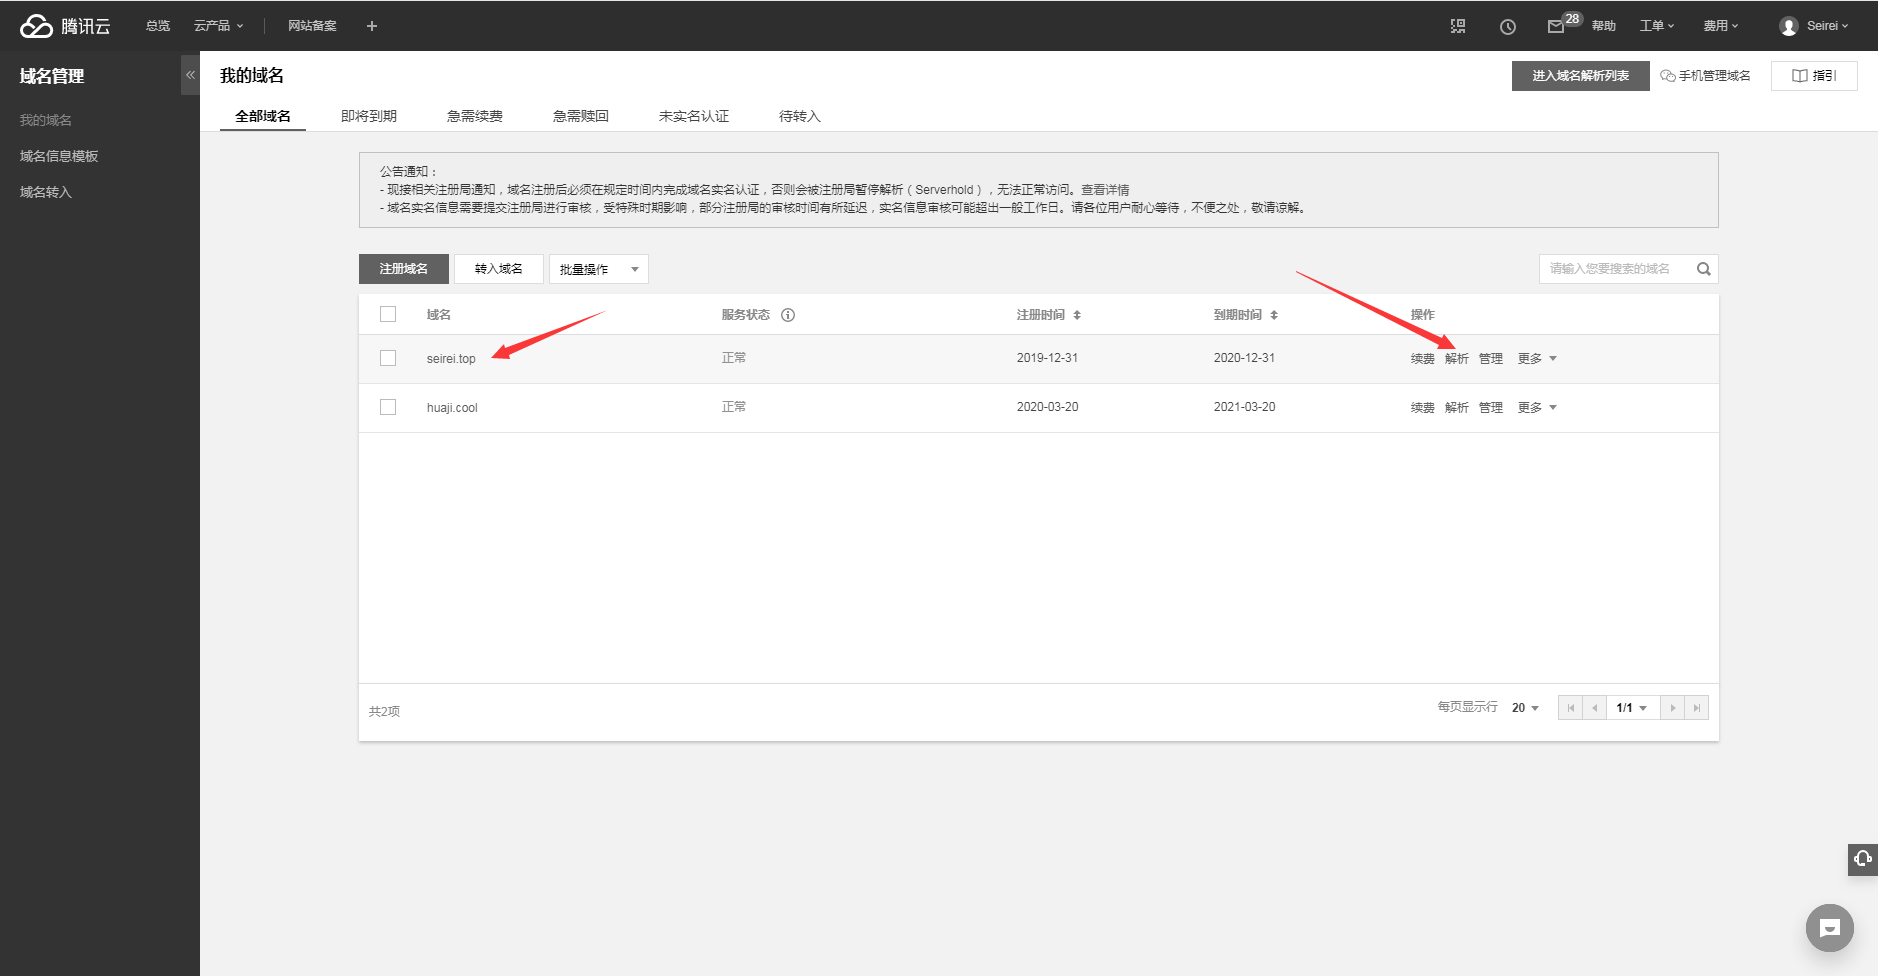 腾讯云 总览 云产品 网站备案 + 28 帮助 工单 费用 Seirei
域名管理
我的域名
域名信息模板
域名转入
«
我的域名
进入域名解析列表 手机管理域名 指引
全部域名 即将到期 急需续费 急需赎回 未实名认证 待转入
公告通知：
- 现接相关注册局通知，域名注册后必须在规定时间内完成域名实名认证，否则会被注册局暂停解析（Serverhold），无法正常访问。查看详情
- 域名实名信息需要提交注册局进行审核，受特殊时期影响，部分注册局的审核时间有所延迟，实名信息审核可能超出一般工作日。请各位用户耐心等待，不便之处，敬请谅解。
注册域名 转入域名 批量操作 请输入您要搜索的域名
域名 服务状态 注册时间 到期时间 操作
seirei.top 正常 2019-12-31 2020-12-31 续费 解析 管理 更多
huaji.cool 正常 2020-03-20 2021-03-20 续费 解析 管理 更多
共2项 每页显示行 20 1/1